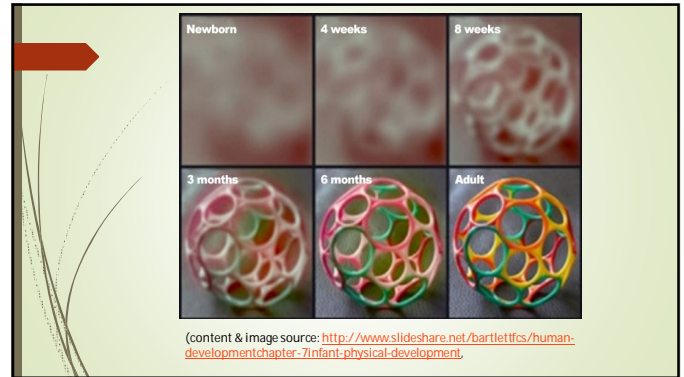 Newborn
4 weeks
8 weeks
3 months
6 months
Adult
(content & image source: http://www.slideshare.net/bartlettfcs/human-
developmentchapter-7infant-physical-development,